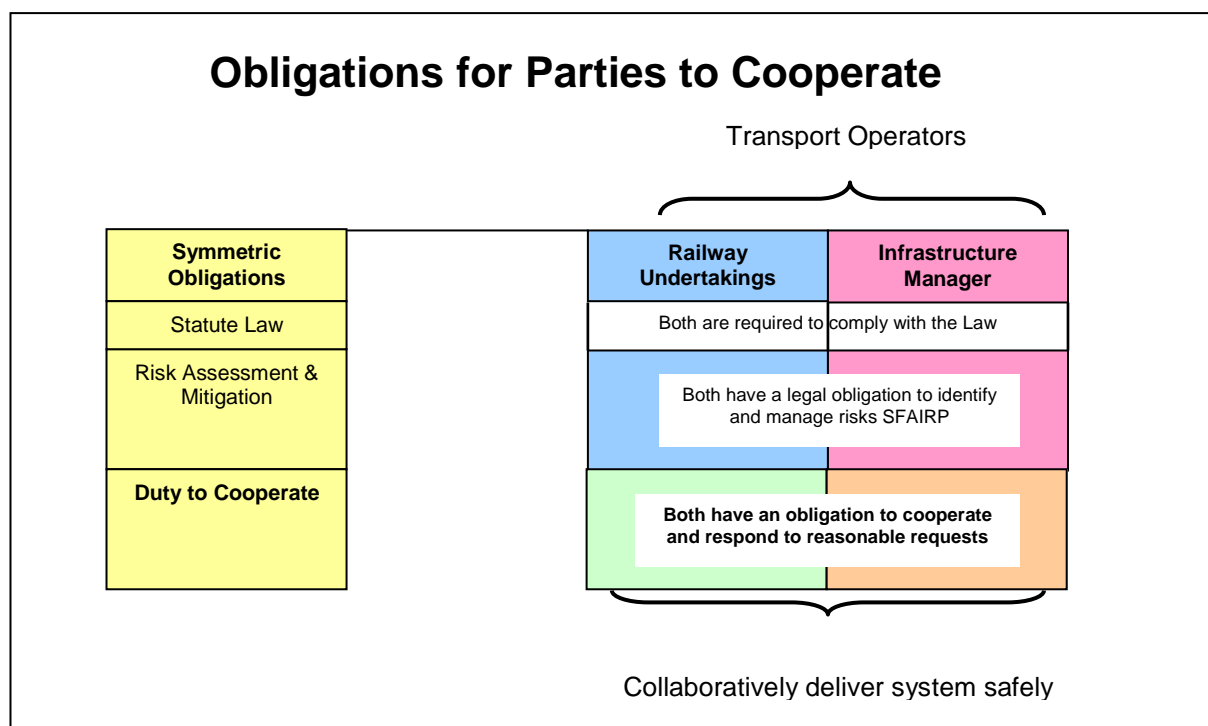 Obligations for Parties to Cooperate
Transport Operators
Symmetric
Obligations
Railway
Undertakings
Infrastructure
Manager
Statute Law
Both are required to comply with the Law
Risk Assessment &
Mitigation
Both have a legal obligation to identify
and manage risks SFAIRP
Duty to Cooperate
Both have an obligation to cooperate
and respond to reasonable requests
Collaboratively deliver system safely